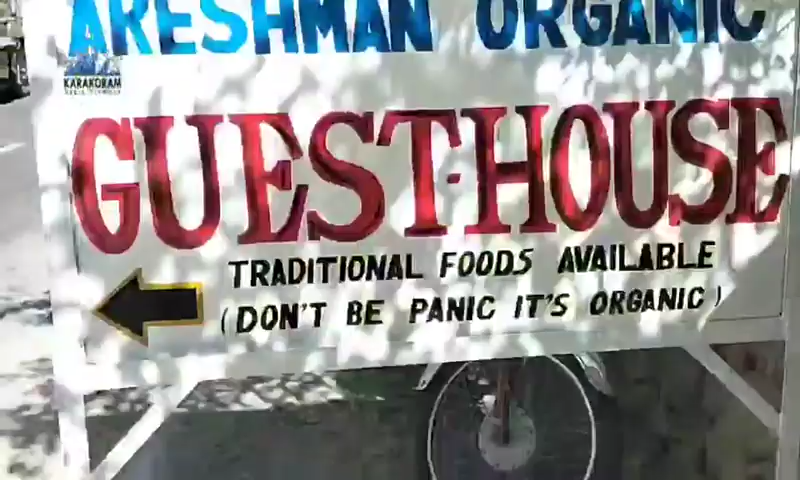 ARESHMAN ORGANIC
KARAKORAM
GUEST-HOUSE
TRADITIONAL FOODS AVAILABLE
(DON'T BE PANIC IT'S ORGANIC)